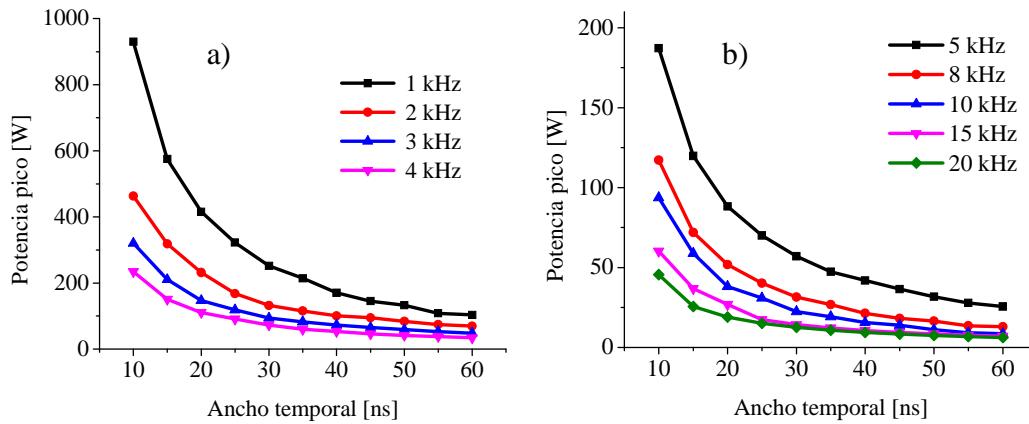 a)
1000
800
600
400
200
0
Potencia pico [W]
1 kHz
2 kHz
3 kHz
4 kHz
10 20 30 40 50 60
Ancho temporal [ns]
b)
200
150
100
50
0
Potencia pico [W]
5 kHz
8 kHz
10 kHz
15 kHz
20 kHz
10 20 30 40 50 60
Ancho temporal [ns]